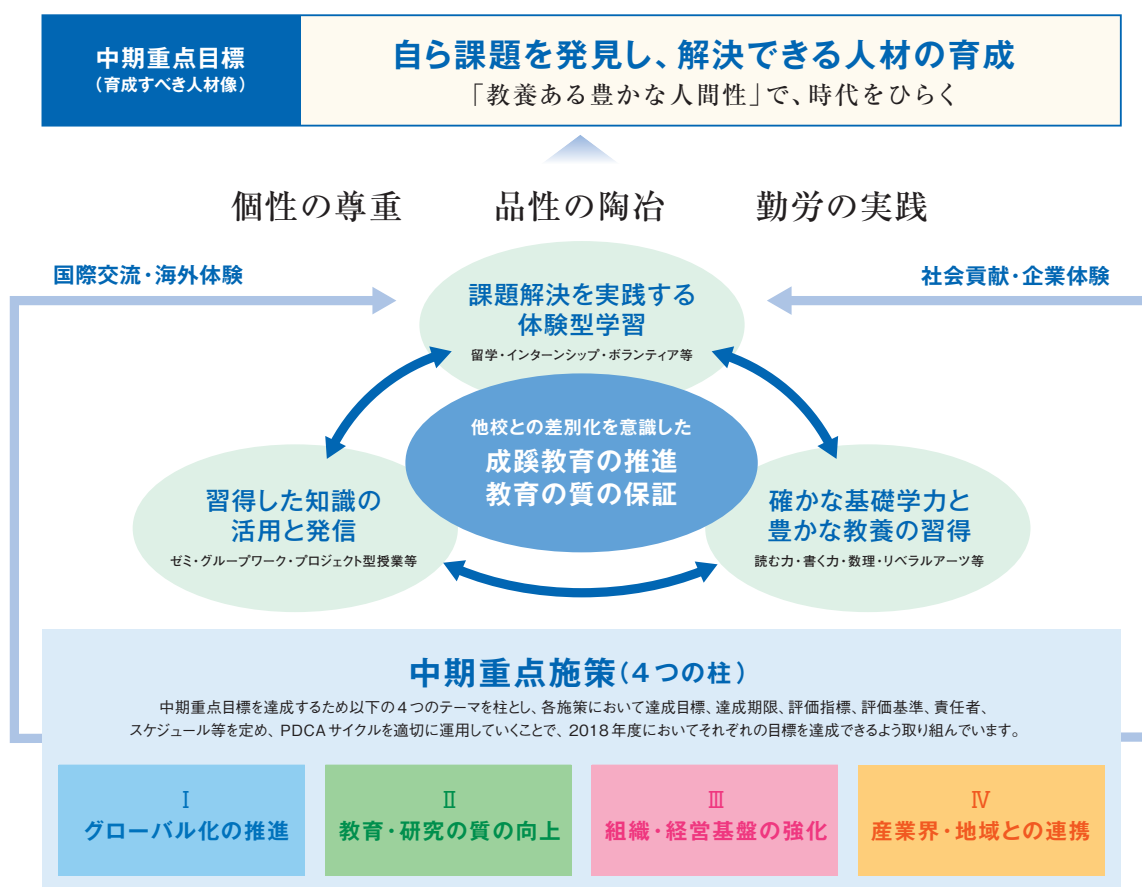 中期重点目標
（育成すべき人材像）
自ら課題を発見し、解決できる人材の育成
「教養ある豊かな人間性」で、時代をひらく
個性の尊重
品性の陶冶
勤労の実践
国際交流・海外体験
社会貢献・企業体験
課題解決を実践する
体験型学習
留学・インターンシップ・ボランティア等
他校との差別化を意識した
成蹊教育の推進
教育の質の保証
習得した知識の
活用と発信
ゼミ・グループワーク・プロジェクト型授業等
確かな基礎学力と
豊かな教養の習得
読む力・書く力・数理・リベラルアーツ等
中期重点施策（4つの柱）
中期重点目標を達成するため以下の4つのテーマを柱とし、各施策において達成目標、達成期限、評価指標、評価基準、責任者、
スケジュール等を定め、PDCAサイクルを適切に運用していくことで、2018年度においてそれぞれの目標を達成できるよう取り組んでいます。
Ⅰ
グローバル化の推進
Ⅱ
教育・研究の質の向上
Ⅲ
組織・経営基盤の強化
Ⅳ
産業界・地域との連携